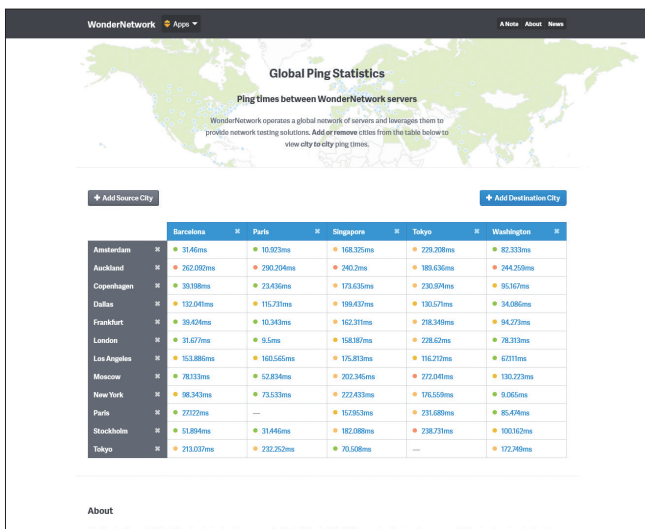 WonderNetwork Apps A Note About News
Global Ping Statistics
Ping times between WonderNetwork servers
WonderNetwork operates a global network of servers and leverages them to
provide network testing solutions. Add or remove cities from the table below to
view city to city ping times.
+ Add Source City + Add Destination City
Barcelona Paris Singapore Tokyo Washington
Amsterdam 31.46ms 10.923ms 168.325ms 229.208ms 82.333ms
Auckland 262.092ms 290.204ms 240.2ms 189.636ms 244.259ms
Copenhagen 39.198ms 23.436ms 173.635ms 230.974ms 95.167ms
Dallas 132.041ms 115.731ms 199.437ms 130.571ms 34.086ms
Frankfurt 39.424ms 10.343ms 162.311ms 218.349ms 94.273ms
London 31.677ms 9.5ms 158.187ms 228.62ms 78.313ms
Los Angeles 153.886ms 160.565ms 175.813ms 116.212ms 67.111ms
Moscow 78.133ms 52.834ms 202.345ms 272.041ms 130.223ms
New York 98.343ms 73.533ms 222.433ms 176.559ms 9.065ms
Paris 27.122ms — 157.953ms 231.689ms 85.474ms
Stockholm 51.894ms 31.446ms 182.088ms 238.731ms 100.162ms
Tokyo 213.037ms 232.252ms 70.508ms — 172.749ms
About